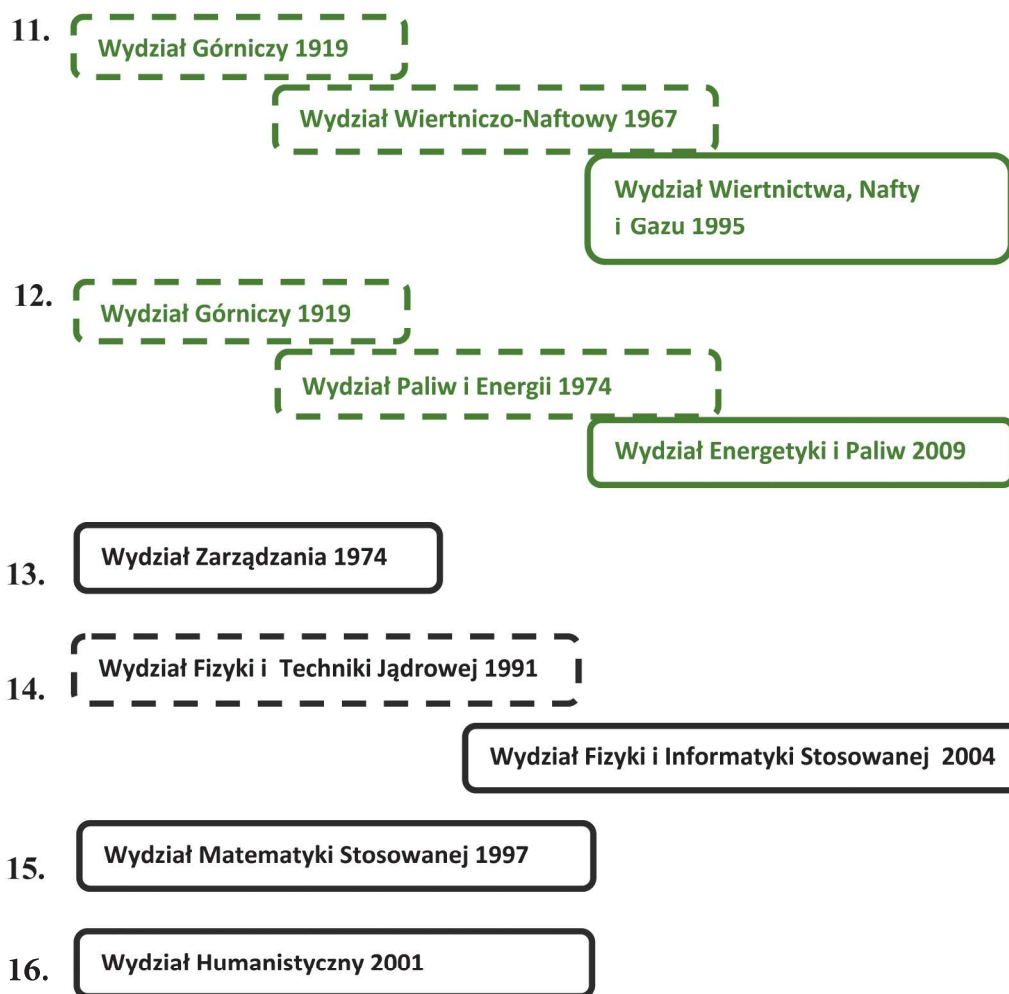 11.
Wydział Górniczy 1919
Wydział Wiertniczo-Naftowy 1967
Wydział Wiertnictwa, Nafty
i Gazu 1995
12.
Wydział Górniczy 1919
Wydział Paliw i Energii 1974
Wydział Energetyki i Paliw 2009
13.
Wydział Zarządzania 1974
14.
Wydział Fizyki i Techniki Jądrowej 1991
Wydział Fizyki i Informatyki Stosowanej 2004
15.
Wydział Matematyki Stosowanej 1997
16.
Wydział Humanistyczny 2001